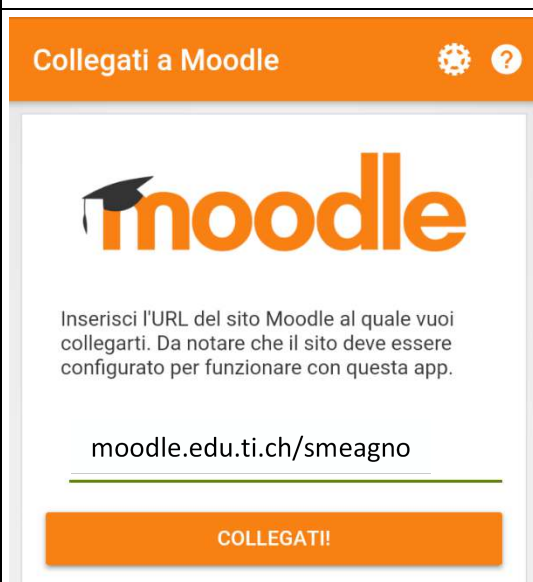 Collegati a Moodle
?
moodle
Inserisci l'URL del sito Moodle al quale vuoi
collegarti. Da notare che il sito deve essere
configurato per funzionare con questa app.
moodle.edu.ti.ch/smeagno
COLLEGATI!